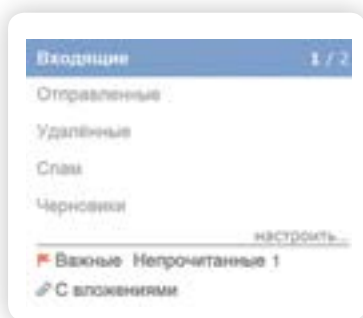 Входящие 1 / 2
Отправленные
Удалённые
Спам
Черновики
настроить...
Важные Непрочитанные 1
С вложениями